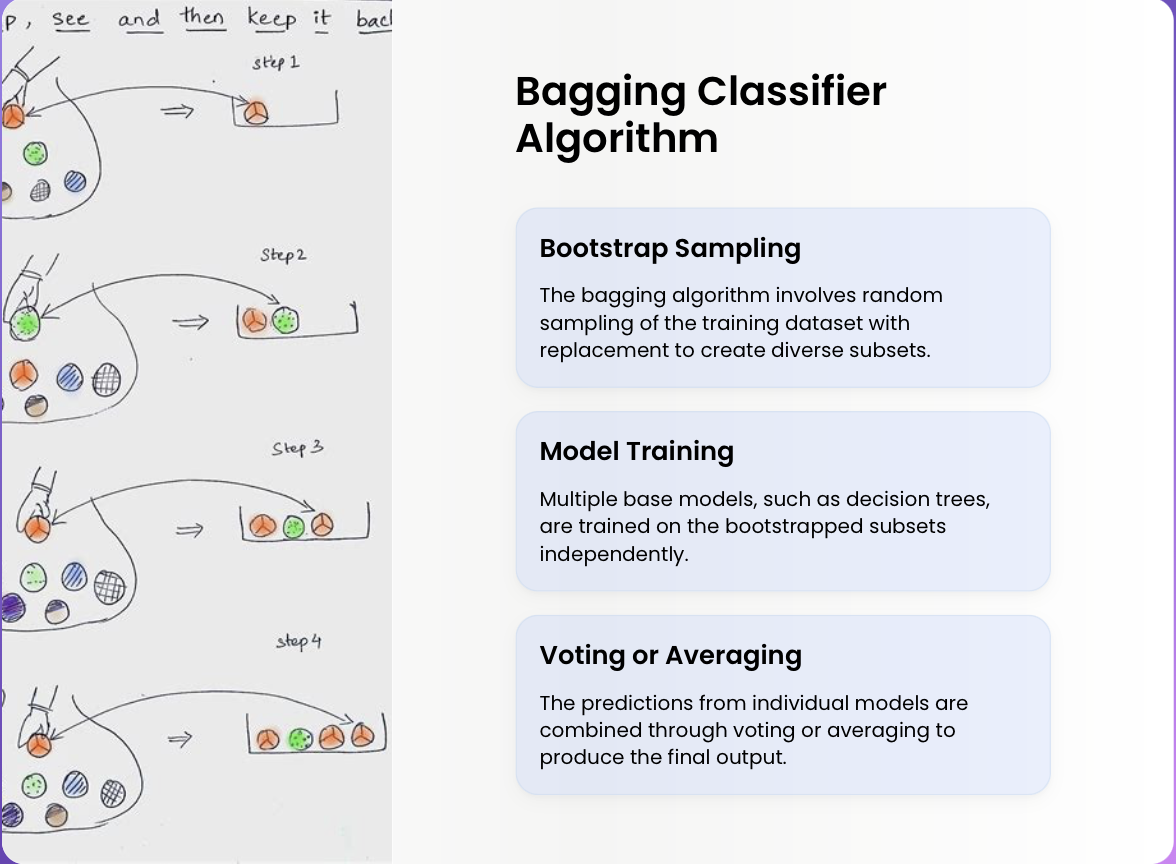 p, see and then keep it back
step 1
Step 2
Step 3
step 4
Bagging Classifier
Algorithm
Bootstrap Sampling
The bagging algorithm involves random
sampling of the training dataset with
replacement to create diverse subsets.
Model Training
Multiple base models, such as decision trees,
are trained on the bootstrapped subsets
independently.
Voting or Averaging
The predictions from individual models are
combined through voting or averaging to
produce the final output.